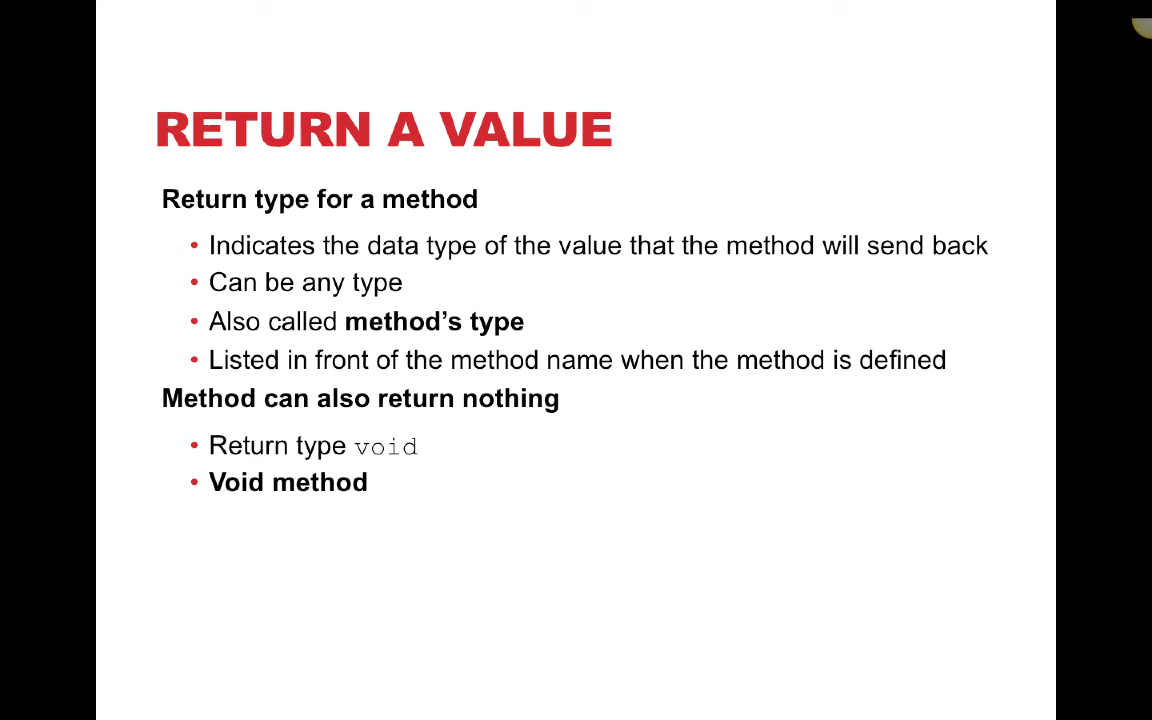 RETURN A VALUE
Return type for a method
• Indicates the data type of the value that the method will send back
• Can be any type
• Also called method’s type
• Listed in front of the method name when the method is defined
Method can also return nothing
• Return type void
• Void method